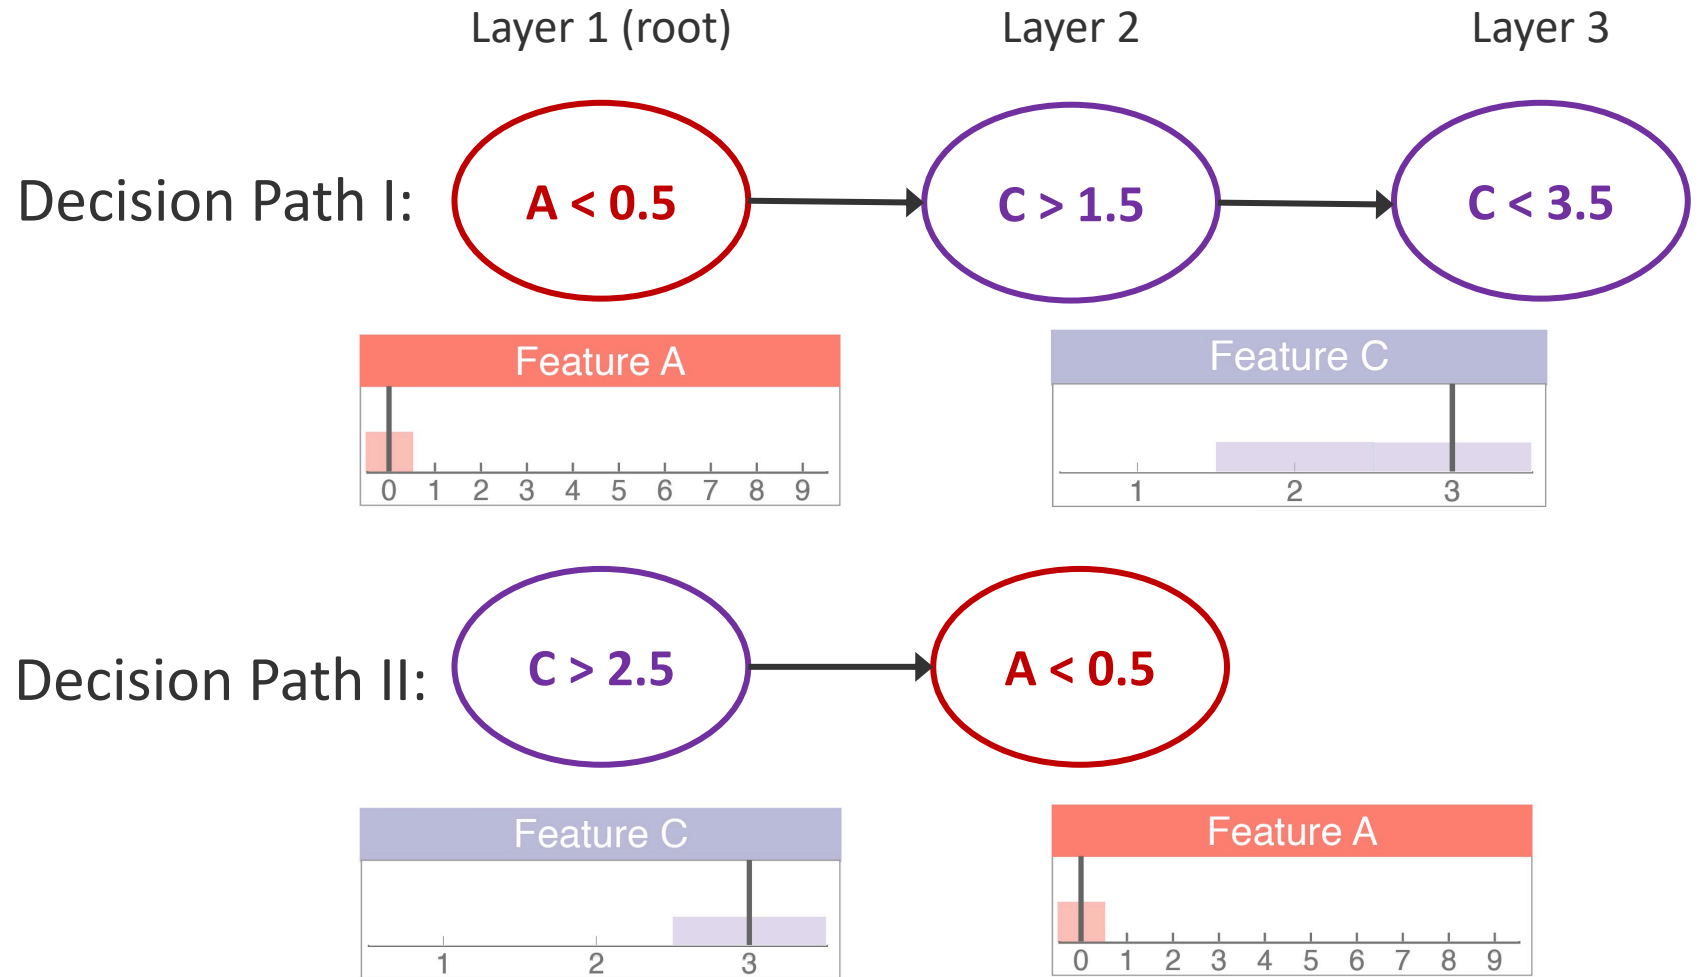 Layer 1 (root) Layer 2 Layer 3
Decision Path I: A < 0.5 C > 1.5 C < 3.5
Feature A
0 1 2 3 4 5 6 7 8 9
Feature C
1 2 3
Decision Path II: C > 2.5 A < 0.5
Feature C
1 2 3
Feature A
0 1 2 3 4 5 6 7 8 9